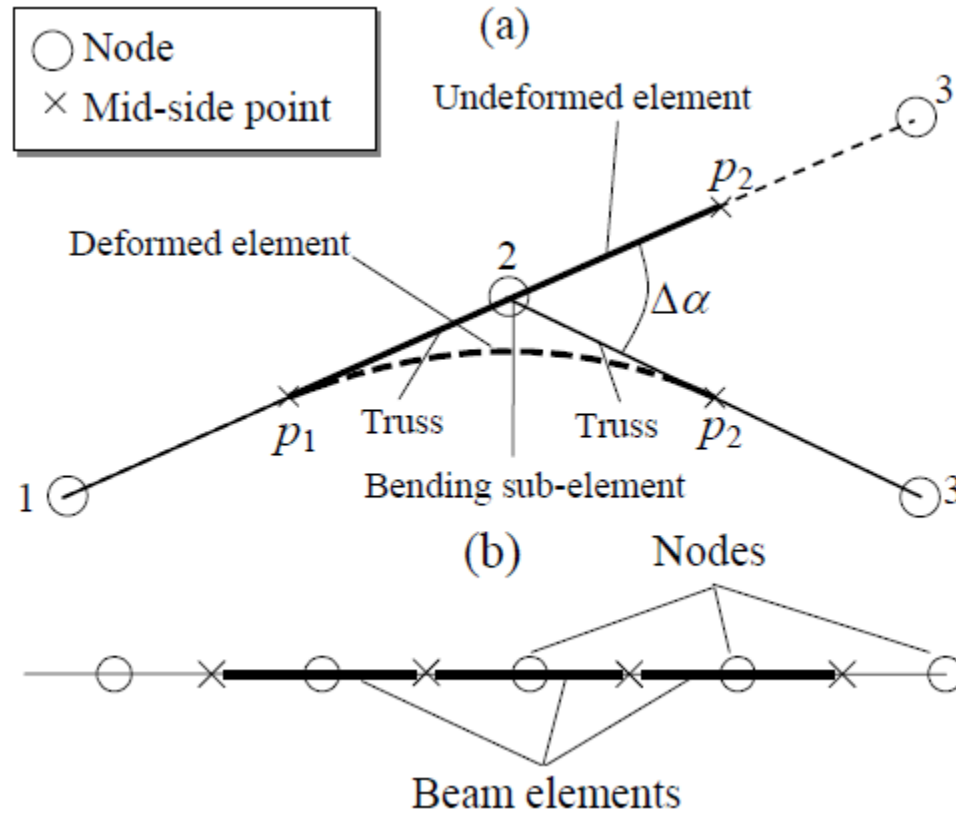 (a)
Node
× Mid-side point
Undeformed element
3
p₂
Deformed element
2
Δα
p₁
Truss
Truss
p₂
Bending sub-element
1
3
(b)
Nodes
Beam elements